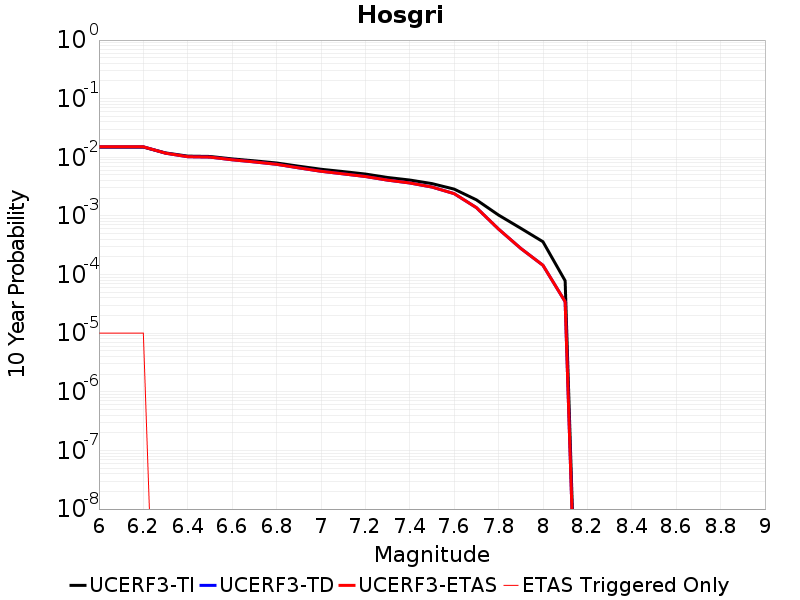 Hosgri
10^0
10^-1
10^-2
10^-3
10^-4
10^-5
10^-6
10^-7
10^-8
10 Year Probability
6 6.2 6.4 6.6 6.8 7 7.2 7.4 7.6 7.8 8 8.2 8.4 8.6 8.8 9
Magnitude
UCERF3-TI UCERF3-TD UCERF3-ETAS ETAS Triggered Only